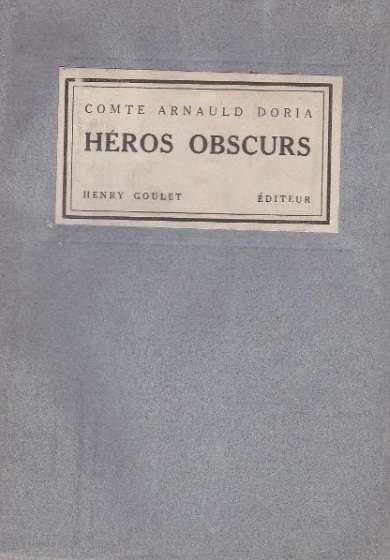 COMTE ARNAULD DORIA
HÉROS OBSCURS
HENRY GOULET ÉDITEUR